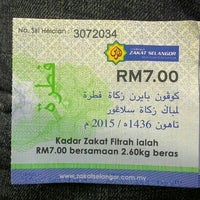 No. Siri Helaian : 3072034
ZAKAT SELANGOR
RM7.00
فطرة
كوڤون بايرن زكاة فطرة
لمباݢ زكاة سلاڠور
تاهون 1436ه / 2015 م
Kadar Zakat Fitrah ialah
RM7.00 bersamaan 2.60kg beras
www.zakatselangor.com.my